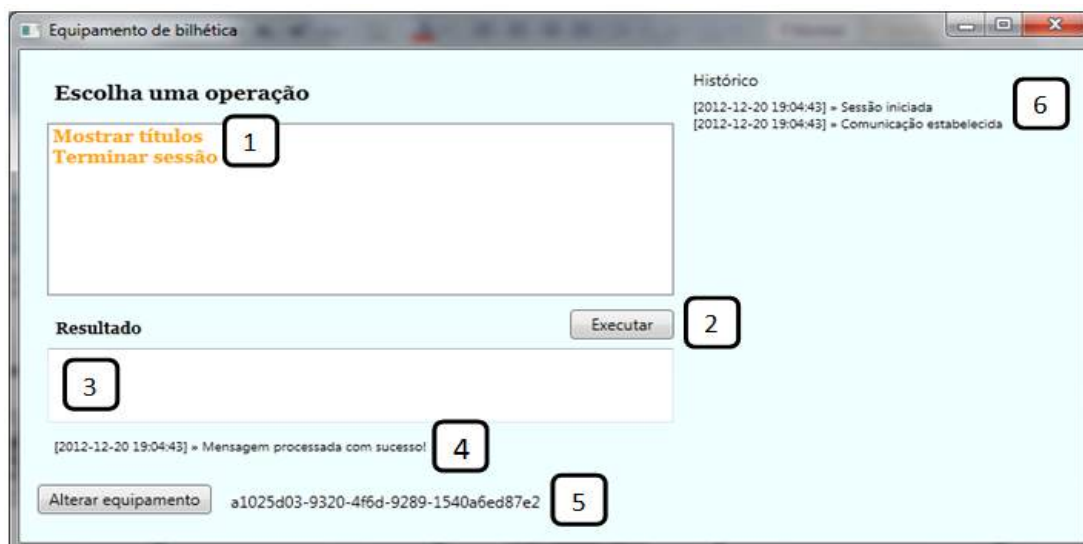 Equipamento de bilhética
Escolha uma operação
Mostrar títulos
Terminar sessão
1
Executar
2
Resultado
3
[2012-12-20 19:04:43] » Mensagem processada com sucesso!
4
Alterar equipamento
a1025d03-9320-4f6d-9289-1540a6ed87e2
5
Histórico
[2012-12-20 19:04:43] » Sessão iniciada
[2012-12-20 19:04:43] » Comunicação estabelecida
6